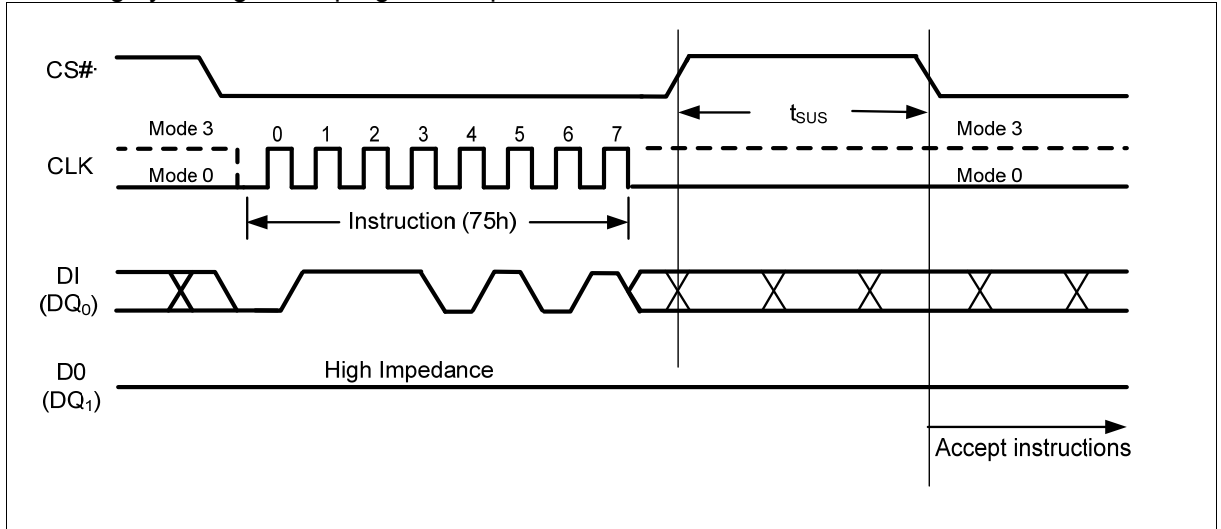 CS#
t_SUS
Mode 3 0 1 2 3 4 5 6 7 Mode 3
CLK
Mode 0 Mode 0
Instruction (75h)
DI
(DQ0)
High Impedance
D0
(DQ1)
Accept instructions